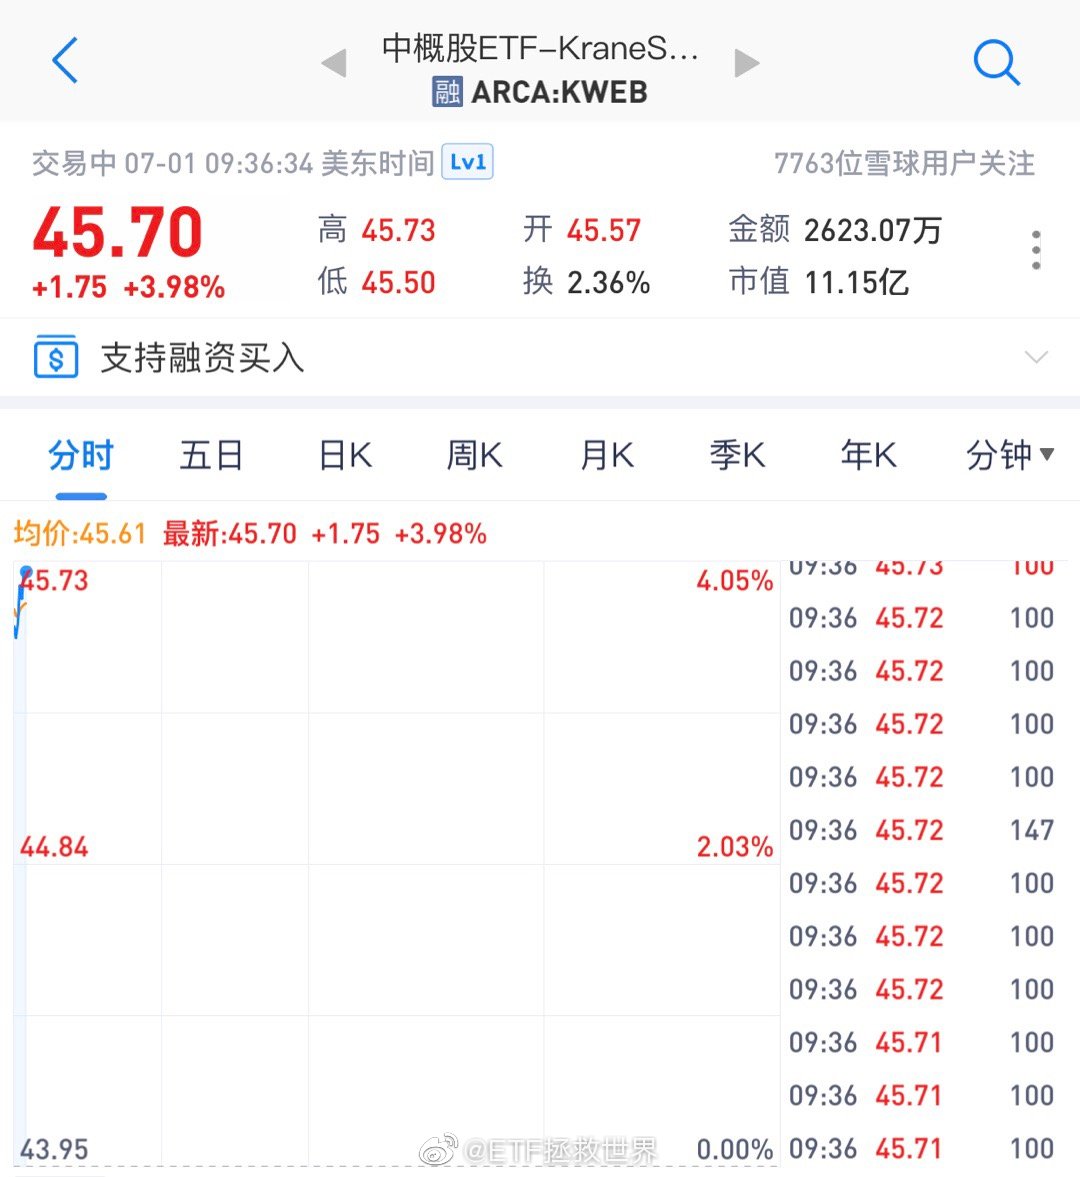 中概股ETF-KraneS...
融 ARCA:KWEB
交易中 07-01 09:36:34 美东时间 Lv1
7763位雪球用户关注
45.70
+1.75 +3.98%
高 45.73 开 45.57 金额 2623.07万
低 45.50 换 2.36% 市值 11.15亿
$ 支持融资买入
分时 五日 日K 周K 月K 季K 年K 分钟
均价:45.61 最新:45.70 +1.75 +3.98%
45.73 4.05%
44.84 2.03%
43.95 0.00%
09:36 45.73 100
09:36 45.72 100
09:36 45.72 100
09:36 45.72 100
09:36 45.72 100
09:36 45.72 147
09:36 45.72 100
09:36 45.72 100
09:36 45.72 100
09:36 45.71 100
09:36 45.71 100
09:36 45.71 100
@ETF拯救世界